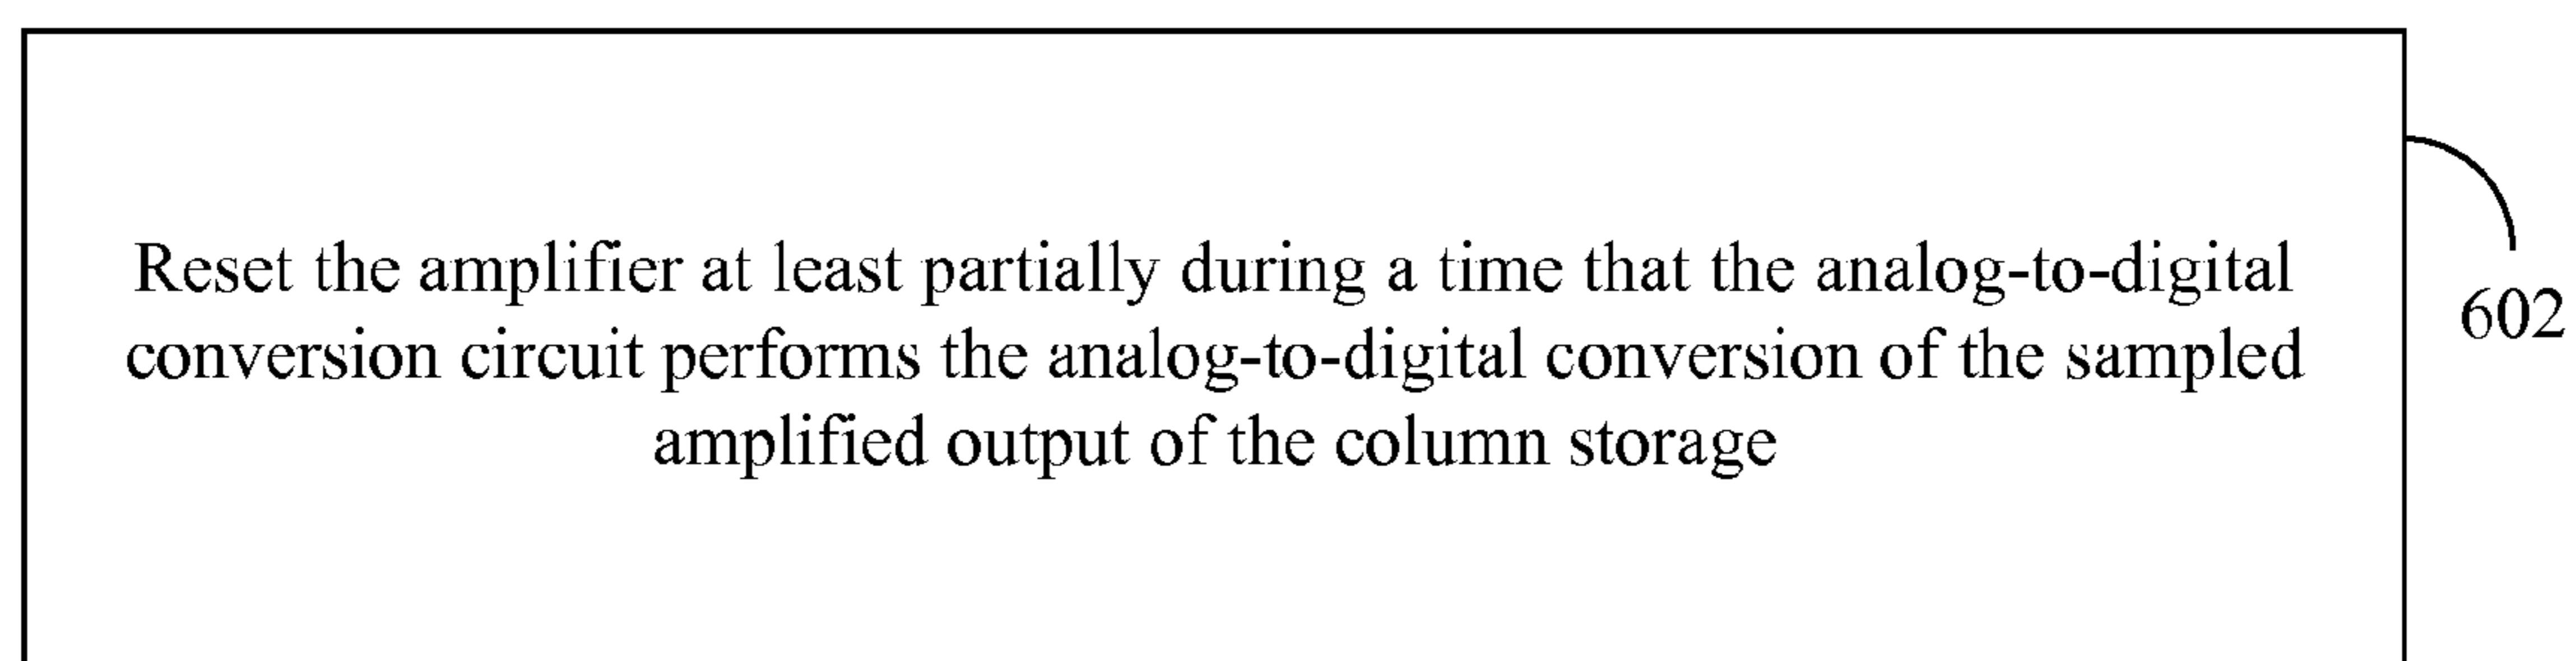 Reset the amplifier at least partially during a time that the analog-to-digital
conversion circuit performs the analog-to-digital conversion of the sampled
amplified output of the column storage
602